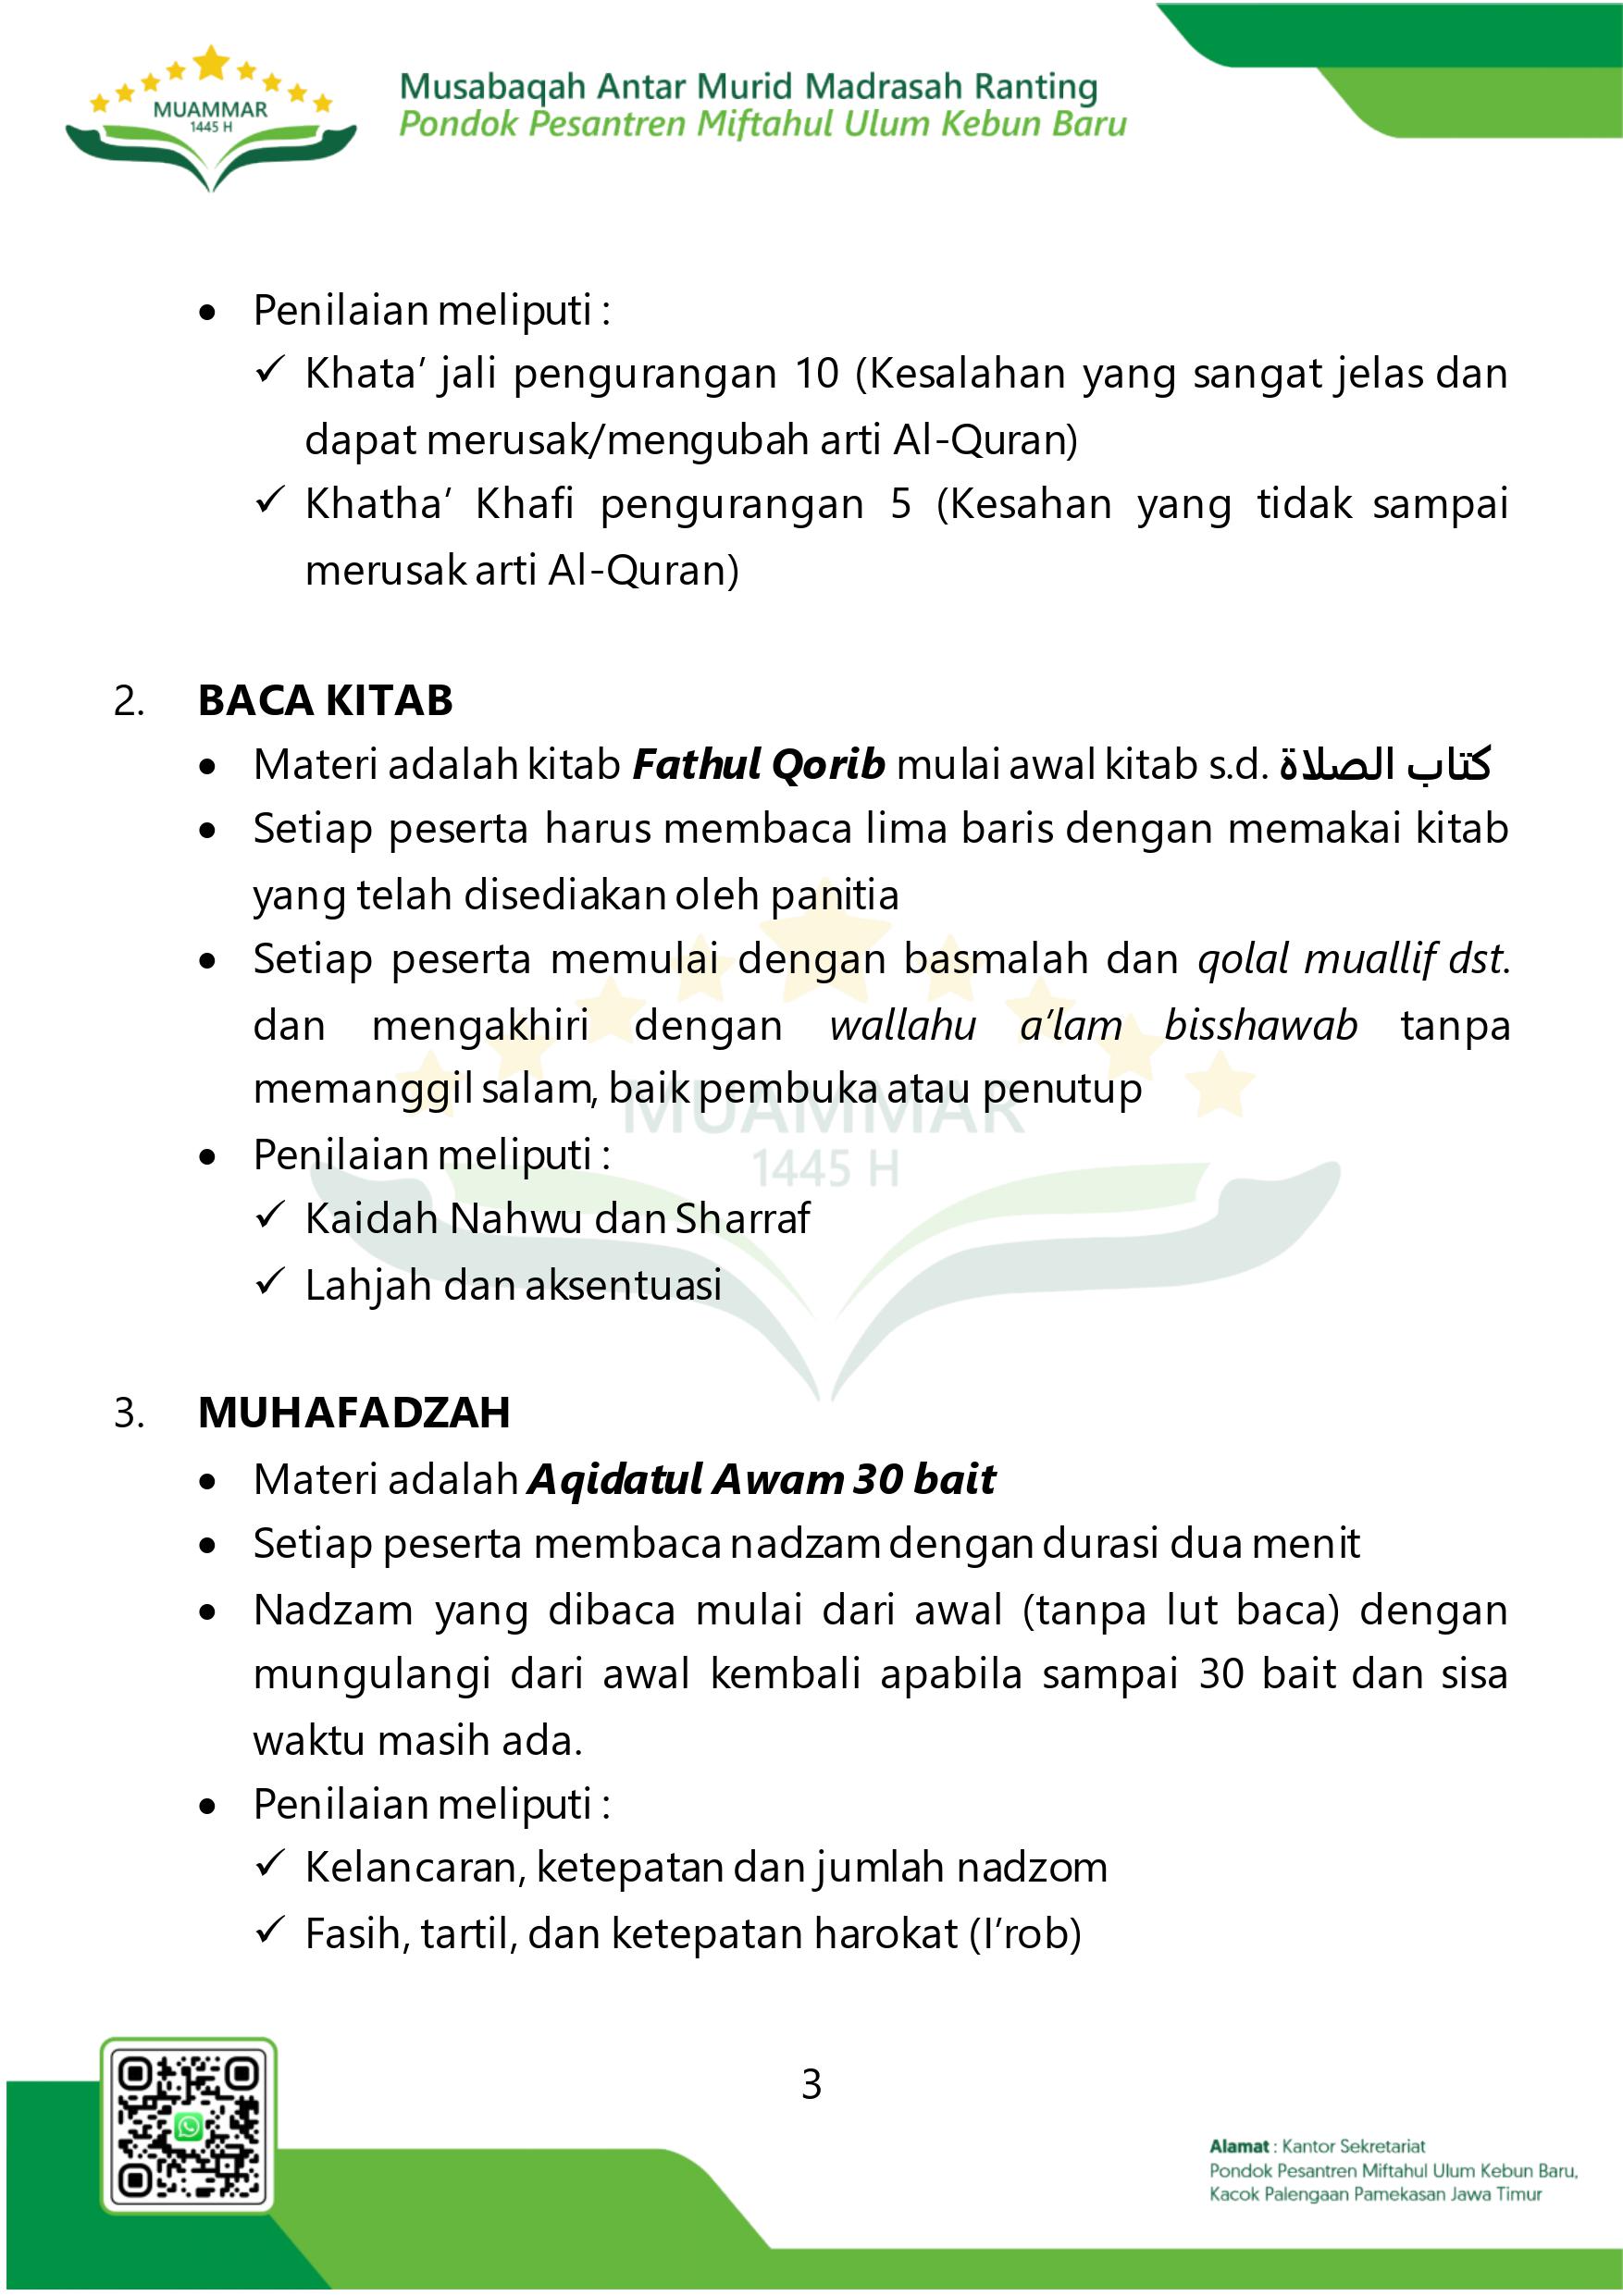 MUAMMAR
1445 H
Musabaqah Antar Murid Madrasah Ranting
Pondok Pesantren Miftahul Ulum Kebun Baru
• Penilaian meliputi :
✓ Khata’ jali pengurangan 10 (Kesalahan yang sangat jelas dan
dapat merusak/mengubah arti Al-Quran)
✓ Khatha’ Khafi pengurangan 5 (Kesahan yang tidak sampai
merusak arti Al-Quran)
2. BACA KITAB
• Materi adalah kitab Fathul Qorib mulai awal kitab s.d. كتاب الصلاة
• Setiap peserta harus membaca lima baris dengan memakai kitab
yang telah disediakan oleh panitia
• Setiap peserta memulai dengan basmalah dan qolal muallif dst.
dan mengakhiri dengan wallahu a’lam bisshawab tanpa
memanggil salam, baik pembuka atau penutup
• Penilaian meliputi :
✓ Kaidah Nahwu dan Sharraf
✓ Lahjah dan aksentuasi
MUAMMAR
1445 H
3. MUHAFADZAH
• Materi adalah Aqidatul Awam 30 bait
• Setiap peserta membaca nadzam dengan durasi dua menit
• Nadzam yang dibaca mulai dari awal (tanpa lut baca) dengan
mungulangi dari awal kembali apabila sampai 30 bait dan sisa
waktu masih ada.
• Penilaian meliputi :
✓ Kelancaran, ketepatan dan jumlah nadzom
✓ Fasih, tartil, dan ketepatan harokat (I’rob)
3
Alamat : Kantor Sekretariat
Pondok Pesantren Miftahul Ulum Kebun Baru,
Kacok Palengaan Pamekasan Jawa Timur